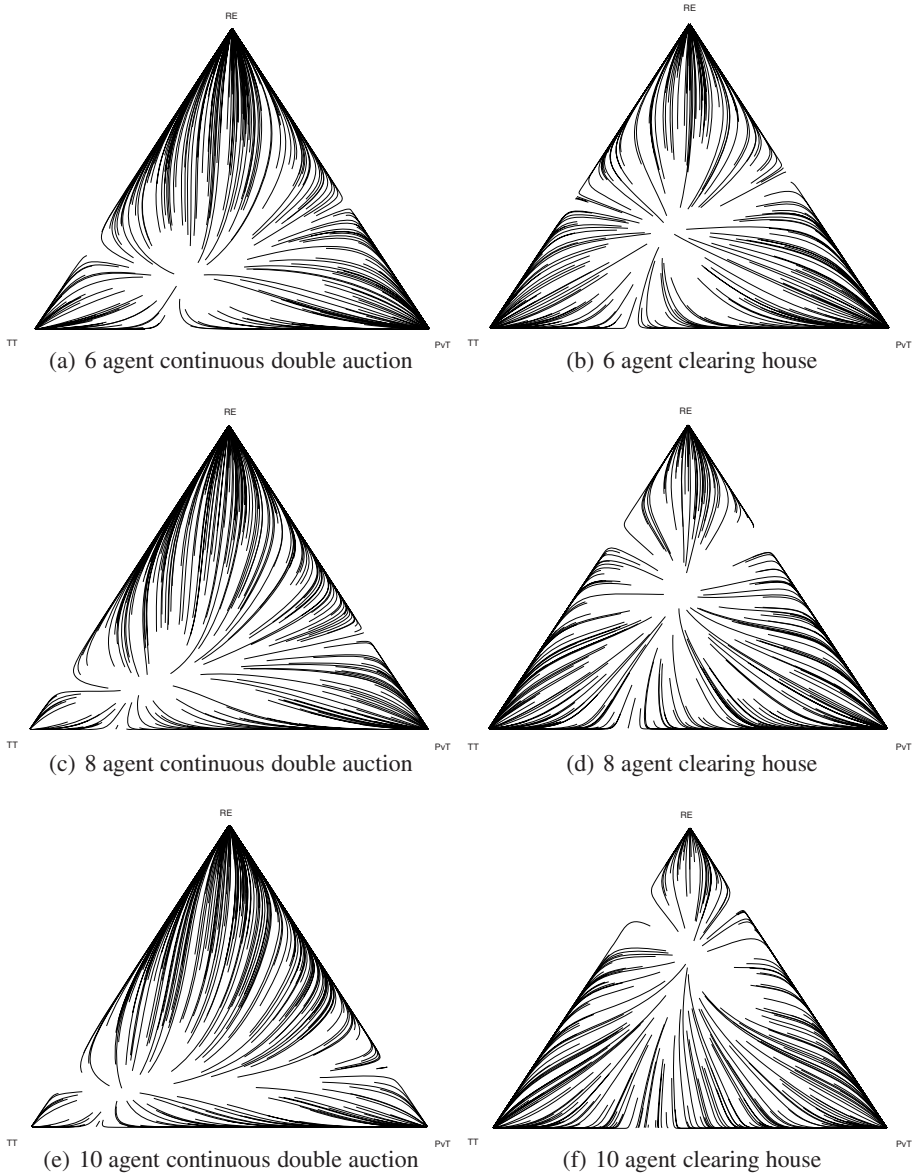 RE
RE
TT
PvT
TT
PvT
(a) 6 agent continuous double auction
(b) 6 agent clearing house
RE
RE
TT
PvT
TT
PvT
(c) 8 agent continuous double auction
(d) 8 agent clearing house
RE
RE
TT
PvT
TT
PvT
(e) 10 agent continuous double auction
(f) 10 agent clearing house